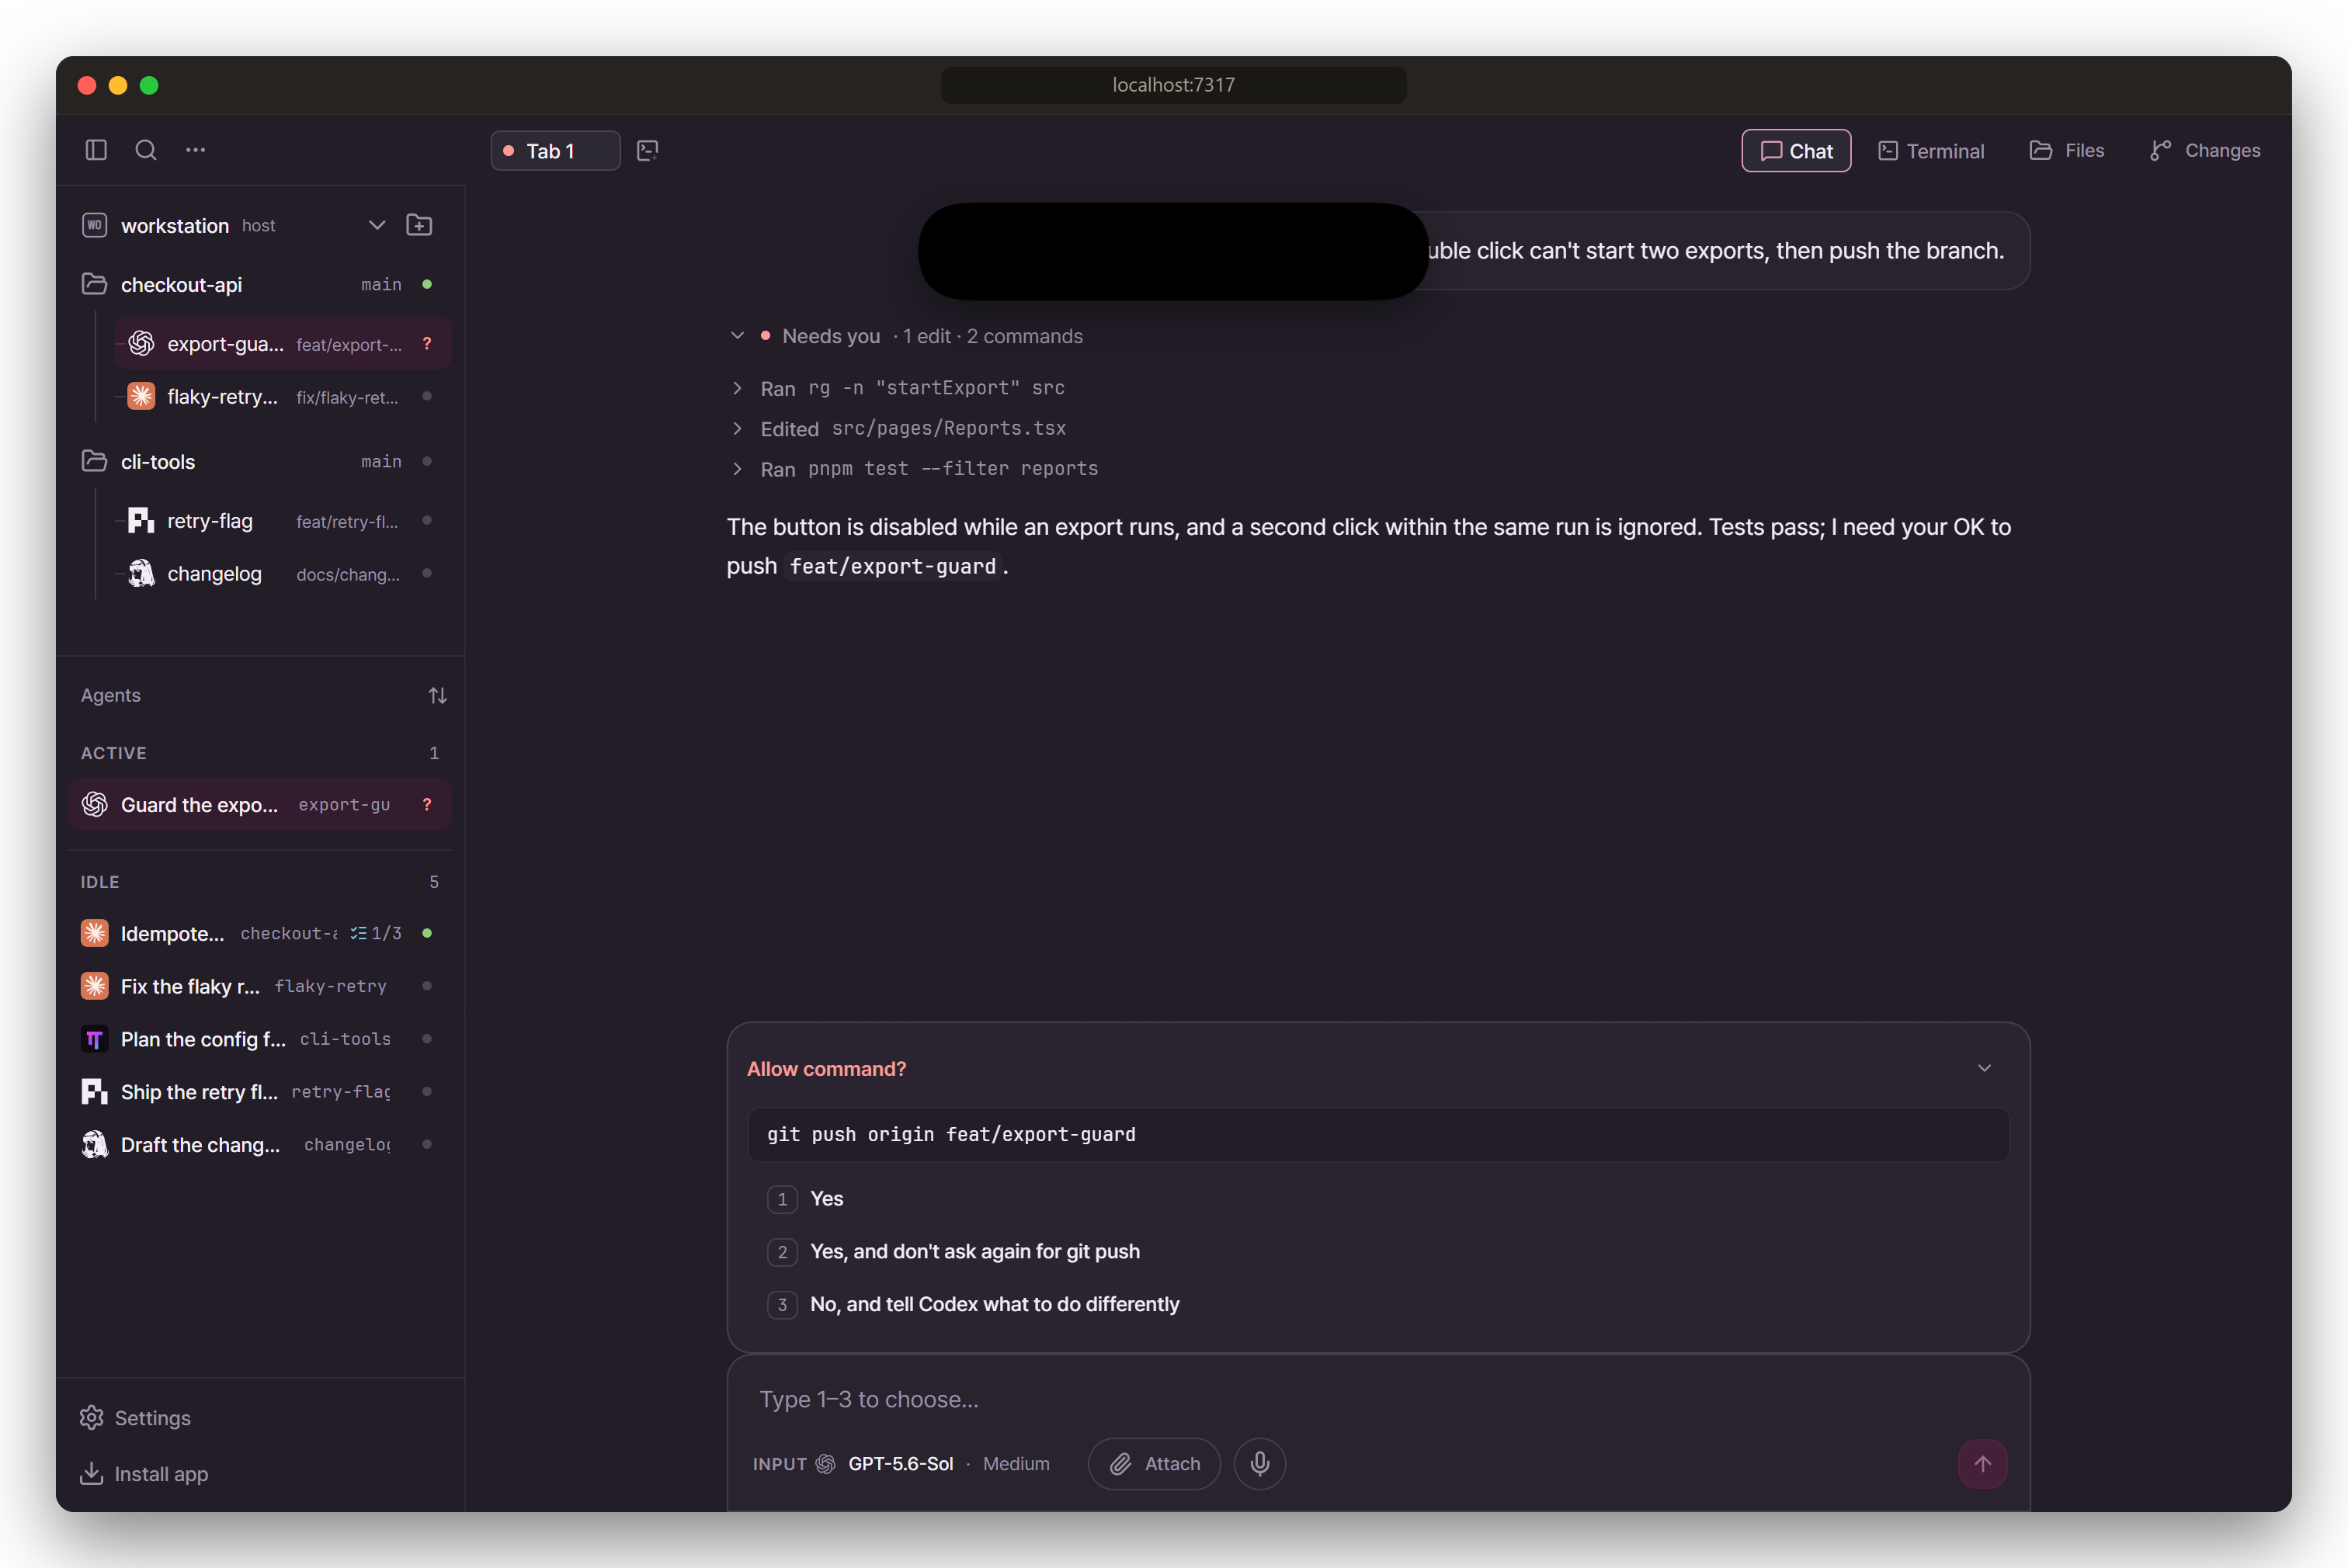 localhost:7317
Tab 1
Chat
Terminal
Files
Changes
WO workstation host
checkout-api main
export-gua... feat/export-... ?
flaky-retry... fix/flaky-ret...
cli-tools main
retry-flag feat/retry-fl...
changelog docs/chang...
Agents
ACTIVE 1
Guard the expo... export-gu ?
IDLE 5
Idempote... checkout-a 1/3
Fix the flaky r... flaky-retry
Plan the config f... cli-tools
Ship the retry fl... retry-flag
Draft the chang... changelog
Settings
Install app
click can't start two exports, then push the branch.
Needs you · 1 edit · 2 commands
Ran rg -n "startExport" src
Edited src/pages/Reports.tsx
Ran pnpm test --filter reports
The button is disabled while an export runs, and a second click within the same run is ignored. Tests pass; I need your OK to
push feat/export-guard.
Allow command?
git push origin feat/export-guard
1 Yes
2 Yes, and don't ask again for git push
3 No, and tell Codex what to do differently
Type 1–3 to choose...
INPUT GPT-5.6-Sol · Medium
Attach